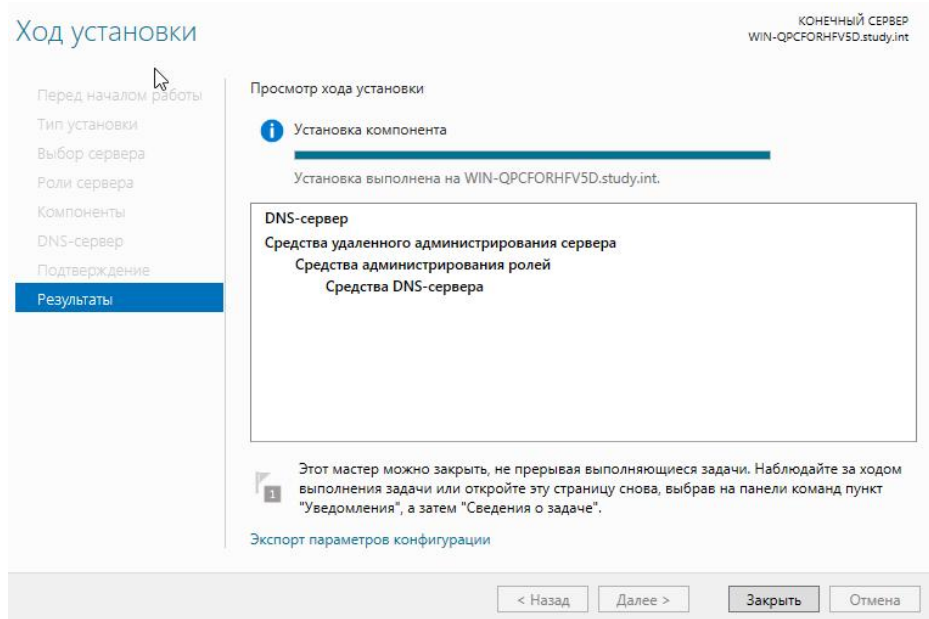 Ход установки
КОНЕЧНЫЙ СЕРВЕР
WIN-QPCFORHFV5D.study.int
Перед началом работы
Тип установки
Выбор сервера
Роли сервера
Компоненты
DNS-сервер
Подтверждение
Результаты
Просмотр хода установки
Установка компонента
Установка выполнена на WIN-QPCFORHFV5D.study.int.
DNS-сервер
Средства удаленного администрирования сервера
Средства администрирования ролей
Средства DNS-сервера
1
Этот мастер можно закрыть, не прерывая выполняющиеся задачи. Наблюдайте за ходом
выполнения задачи или откройте эту страницу снова, выбрав на панели команд пункт
"Уведомления", а затем "Сведения о задаче".
Экспорт параметров конфигурации
< Назад
Далее >
Закрыть
Отмена